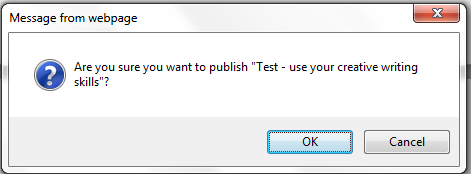 Message from webpage
Are you sure you want to publish "Test - use your creative writing
skills"?
OK Cancel